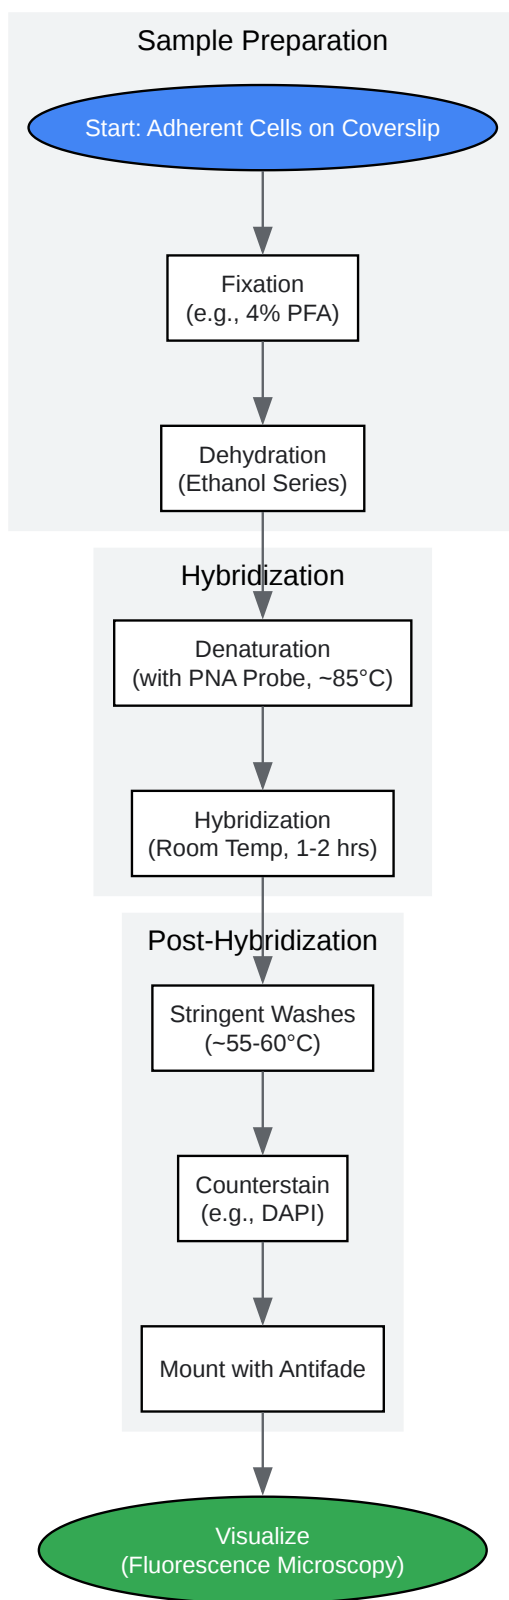 Sample Preparation
Start: Adherent Cells on Coverslip
Fixation
(e.g., 4% PFA)
Dehydration
(Ethanol Series)
Hybridization
Denaturation
(with PNA Probe, ~85°C)
Hybridization
(Room Temp, 1-2 hrs)
Post-Hybridization
Stringent Washes
(~55-60°C)
Counterstain
(e.g., DAPI)
Mount with Antifade
Visualize
(Fluorescence Microscopy)